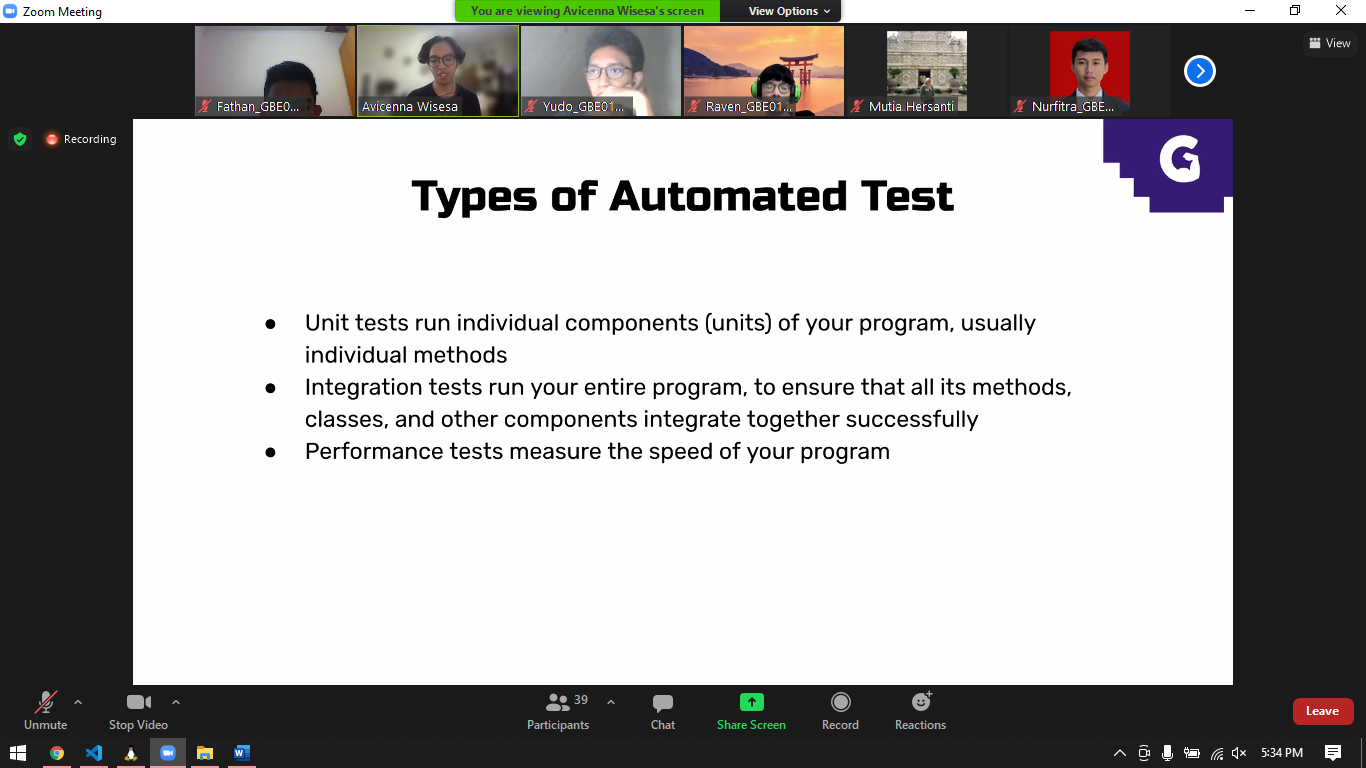 Zoom Meeting
You are viewing Avicenna Wisesa's screen
View Options
View
Fathan_GBE0...
Avicenna Wisesa
Yudo_GBE01...
Raven_GBE01...
Mutia Hersanti
Nurfitra_GBE...
Recording
G
Types of Automated Test
● Unit tests run individual components (units) of your program, usually
individual methods
● Integration tests run your entire program, to ensure that all its methods,
classes, and other components integrate together successfully
● Performance tests measure the speed of your program
Unmute
Stop Video
39
Participants
Chat
Share Screen
Record
Reactions
Leave
5:34 PM